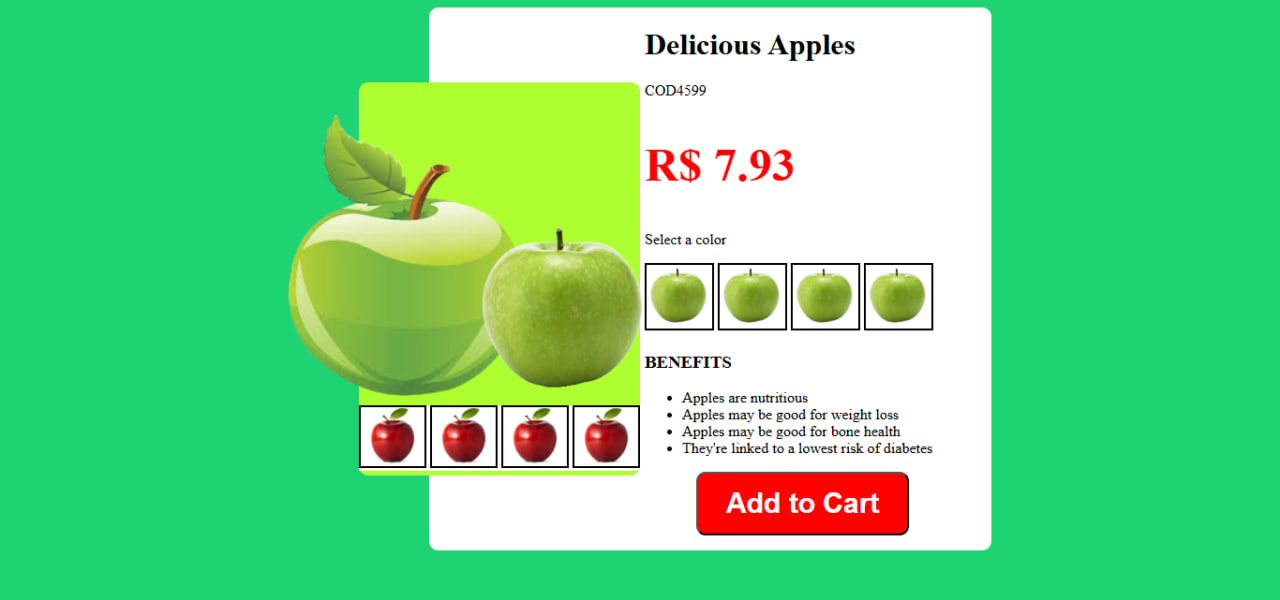 Delicious Apples
COD4599
R$ 7.93
Select a color
BENEFITS
Apples are nutritious
Apples may be good for weight loss
Apples may be good for bone health
They're linked to a lowest risk of diabetes
Add to Cart